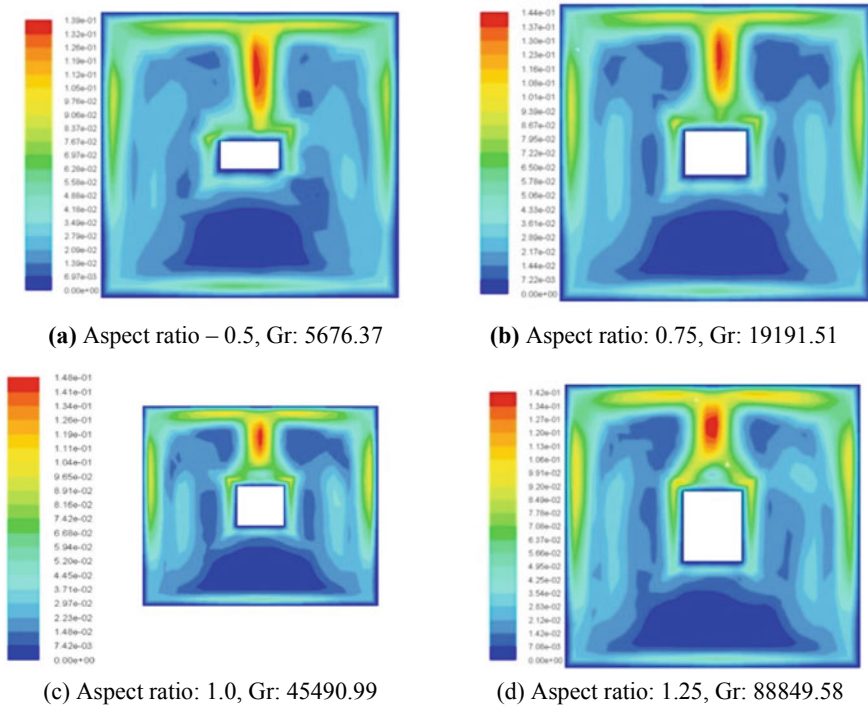 1.39e-01
1.32e-01
1.26e-01
1.19e-01
1.12e-01
1.05e-01
9.76e-02
9.06e-02
8.37e-02
7.67e-02
6.97e-02
6.28e-02
5.58e-02
4.88e-02
4.18e-02
3.49e-02
2.79e-02
2.09e-02
1.39e-02
6.97e-03
0.00e+00
(a) Aspect ratio – 0.5, Gr: 5676.37
1.44e-01
1.37e-01
1.30e-01
1.23e-01
1.16e-01
1.08e-01
1.01e-01
9.39e-02
8.66e-02
7.94e-02
7.22e-02
6.50e-02
5.78e-02
5.06e-02
4.33e-02
3.61e-02
2.89e-02
2.17e-02
1.44e-02
7.22e-03
0.00e+00
(b) Aspect ratio: 0.75, Gr: 19191.51
1.48e-01
1.41e-01
1.34e-01
1.26e-01
1.19e-01
1.11e-01
1.04e-01
9.65e-02
8.91e-02
8.16e-02
7.42e-02
6.68e-02
5.94e-02
5.20e-02
4.45e-02
3.71e-02
2.97e-02
2.23e-02
1.48e-02
7.42e-03
0.00e+00
(c) Aspect ratio: 1.0, Gr: 45490.99
1.42e-01
1.34e-01
1.27e-01
1.20e-01
1.13e-01
1.06e-01
9.91e-02
9.20e-02
8.49e-02
7.78e-02
7.08e-02
6.37e-02
5.66e-02
4.95e-02
4.25e-02
3.54e-02
2.83e-02
2.12e-02
1.42e-02
7.08e-03
0.00e+00
(d) Aspect ratio: 1.25, Gr: 88849.58